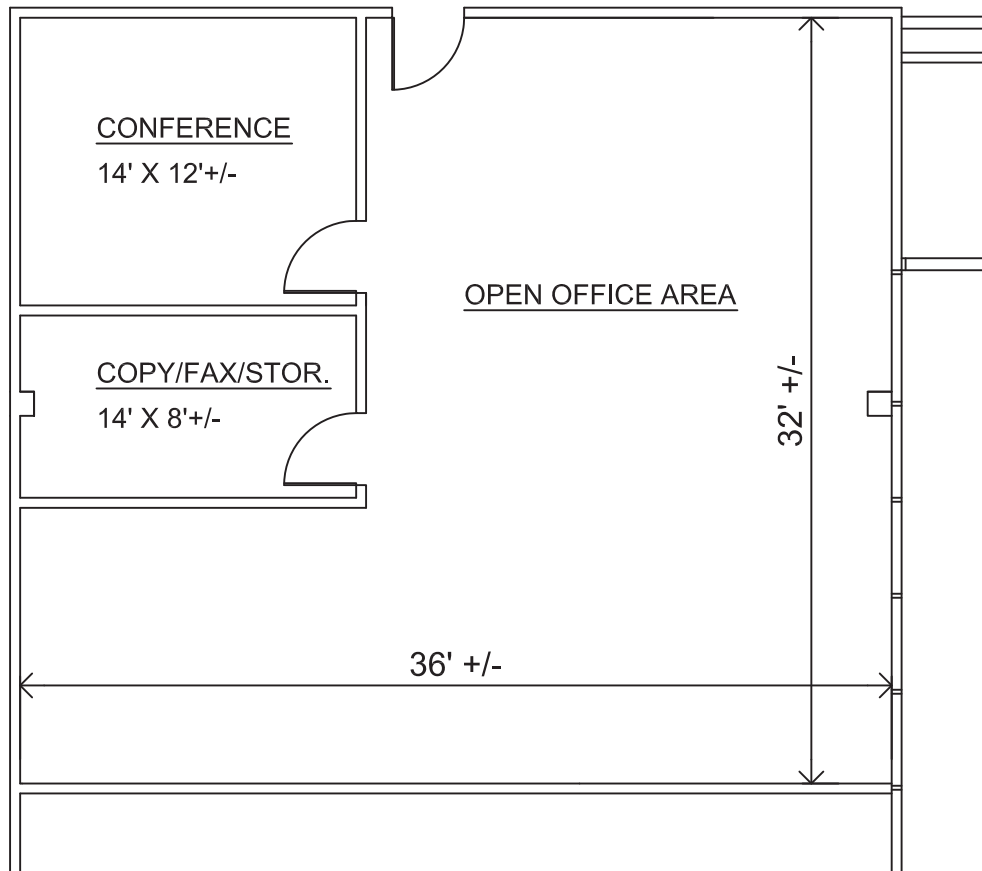 CONFERENCE
14' X 12'+/-
OPEN OFFICE AREA
COPY/FAX/STOR.
14' X 8'+/-
32' +/-
36' +/-